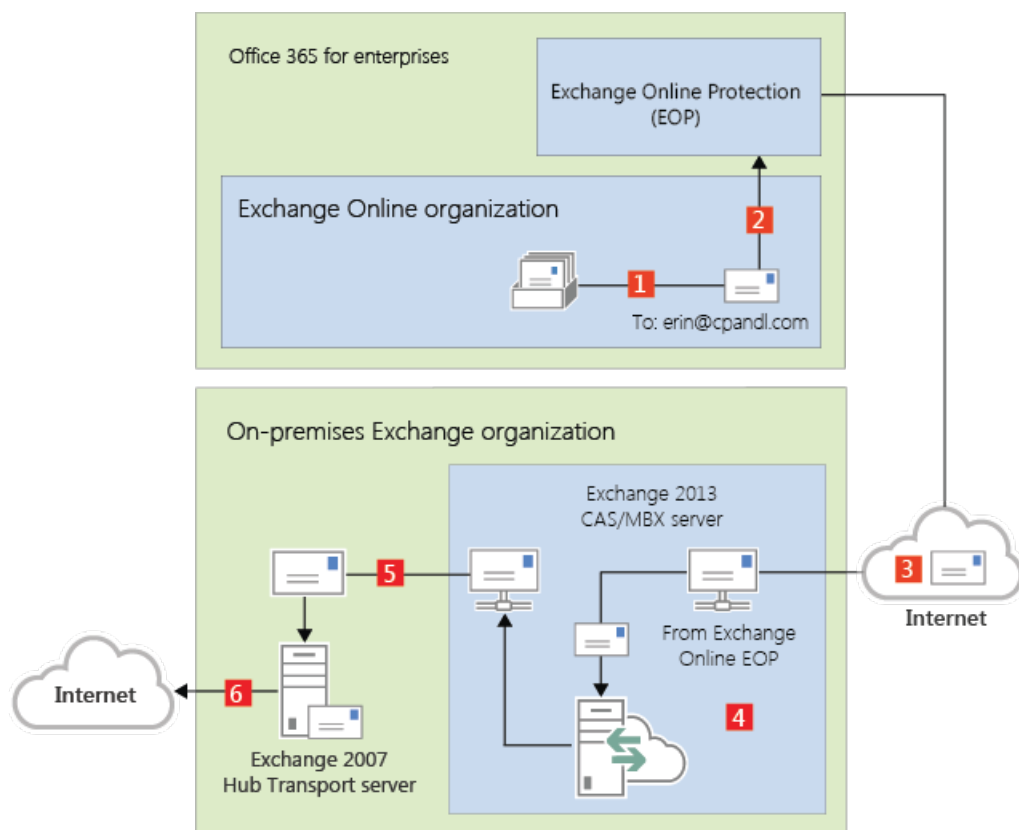 Office 365 for enterprises
Exchange Online Protection
(EOP)
Exchange Online organization
2
1
To: erin@cpandl.com
On-premises Exchange organization
Exchange 2013
CAS/MBX server
5
3
Internet
From Exchange
Online EOP
Internet
6
4
Exchange 2007
Hub Transport server